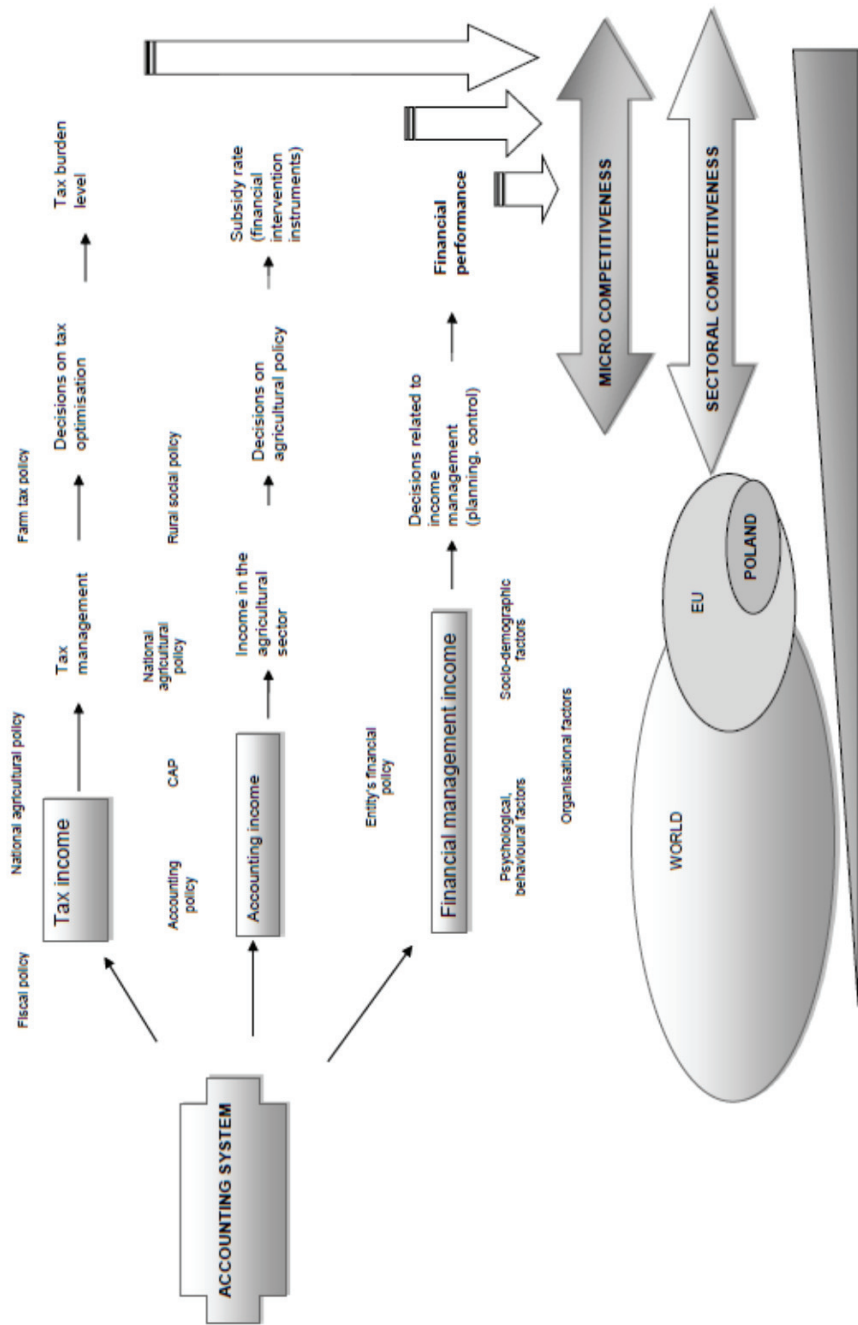 Fiscal policy
National agricultural policy
Farm tax policy
Tax income
Tax
management
Decisions on tax
optimisation
Tax burden
level
Accounting
policy
CAP
National
agricultural
policy
Rural social policy
ACCOUNTING SYSTEM
Accounting income
Income in the
agricultural
sector
Decisions on
agricultural policy
Subsidy rate
(financial
intervention
instruments)
Entity's financial
policy
Financial management income
Decisions related to
income
management
(planning, control)
Financial
performance
Psychological,
behavioural factors
Socio-demographic
factors
Organisational factors
MICRO COMPETITIVENESS
SECTORAL COMPETITIVENESS
WORLD
EU
POLAND